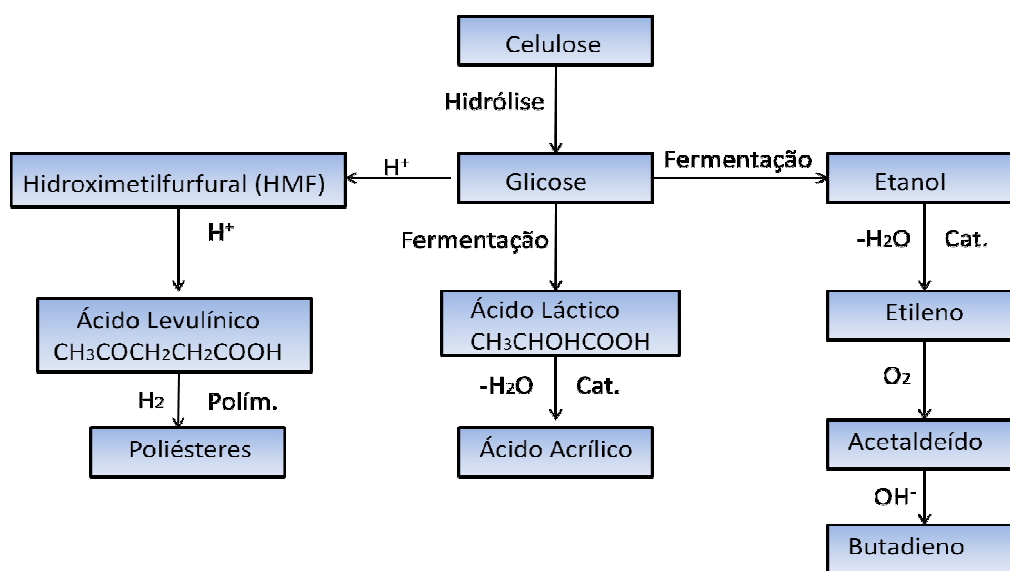 Celulose
Hidrólise
Hidroximetilfurfural (HMF)
H⁺
Glicose
Fermentação
Etanol
H⁺
Fermentação
-H₂O Cat.
Ácido Levulínico
CH₃COCH₂CH₂COOH
Ácido Láctico
CH₃CHOHCOOH
Etileno
H₂ Polím.
-H₂O Cat.
O₂
Poliésteres
Ácido Acrílico
Acetaldeído
OH⁻
Butadieno